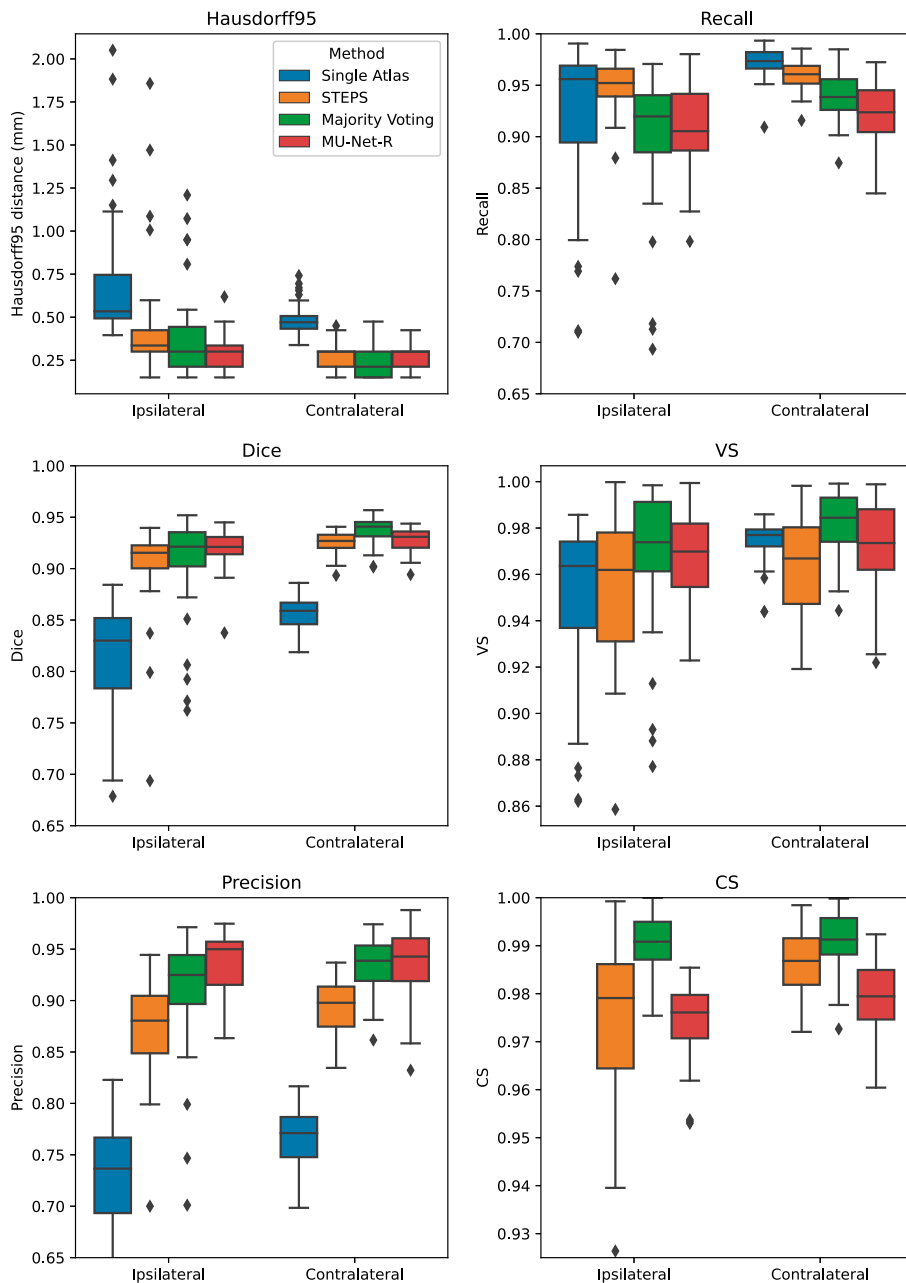 Hausdorff95
Hausdorff95 distance (mm)
2.00
1.75
1.50
1.25
1.00
0.75
0.50
0.25
Method
Single Atlas
STEPS
Majority Voting
MU-Net-R
Ipsilateral
Contralateral
Recall
Recall
1.00
0.95
0.90
0.85
0.80
0.75
0.70
0.65
Ipsilateral
Contralateral
Dice
Dice
1.00
0.95
0.90
0.85
0.80
0.75
0.70
0.65
Ipsilateral
Contralateral
VS
VS
1.00
0.98
0.96
0.94
0.92
0.90
0.88
0.86
Ipsilateral
Contralateral
Precision
Precision
1.00
0.95
0.90
0.85
0.80
0.75
0.70
0.65
Ipsilateral
Contralateral
CS
CS
1.00
0.99
0.98
0.97
0.96
0.95
0.94
0.93
Ipsilateral
Contralateral